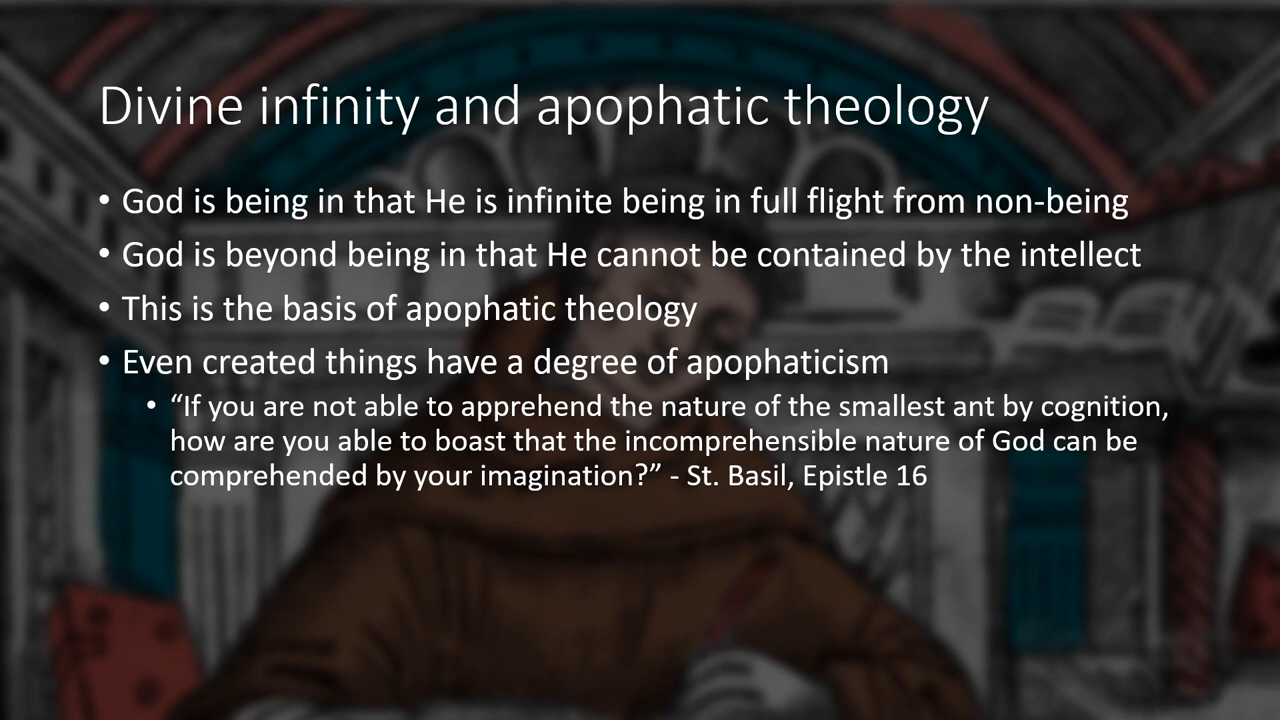 Divine infinity and apophatic theology
• God is being in that He is infinite being in full flight from non-being
• God is beyond being in that He cannot be contained by the intellect
• This is the basis of apophatic theology
• Even created things have a degree of apophaticism
• “If you are not able to apprehend the nature of the smallest ant by cognition,
how are you able to boast that the incomprehensible nature of God can be
comprehended by your imagination?” - St. Basil, Epistle 16